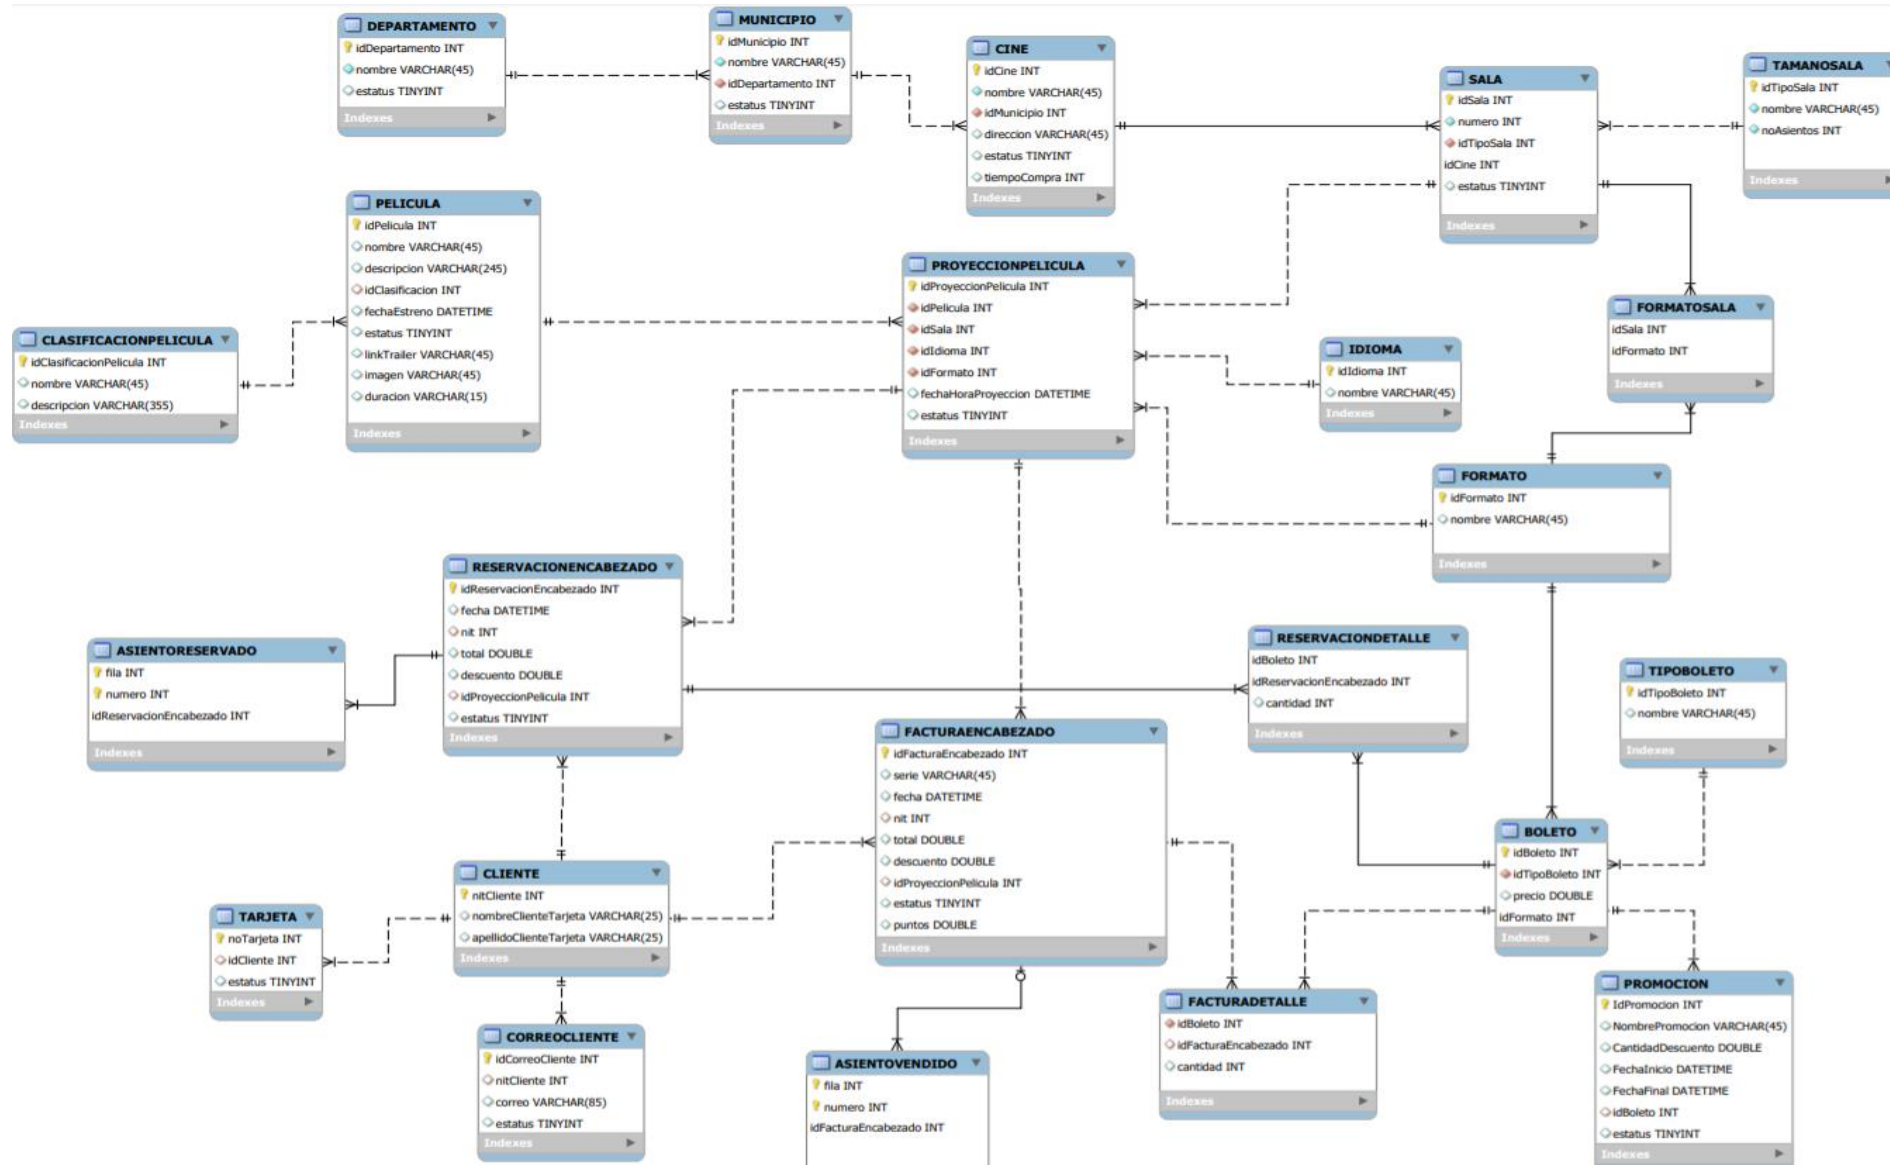 DEPARTAMENTO
idDepartamento INT
nombre VARCHAR(45)
estatus TINYINT
Indexes
MUNICIPIO
idMunicipio INT
nombre VARCHAR(45)
idDepartamento INT
estatus TINYINT
Indexes
CINE
idCine INT
nombre VARCHAR(45)
idMunicipio INT
direccion VARCHAR(45)
estatus TINYINT
tiempoCompra INT
Indexes
SALA
idSala INT
numero INT
idTipoSala INT
idCine INT
estatus TINYINT
Indexes
TAMANOSALA
idTipoSala INT
nombre VARCHAR(45)
noAsientos INT
Indexes
PELICULA
idPelicula INT
nombre VARCHAR(45)
descripcion VARCHAR(245)
idClasificacion INT
fechaEstreno DATETIME
estatus TINYINT
linkTrailer VARCHAR(45)
imagen VARCHAR(45)
duracion VARCHAR(15)
Indexes
CLASIFICACIONPELICULA
idClasificacionPelicula INT
nombre VARCHAR(45)
descripcion VARCHAR(355)
Indexes
PROYECCIONPELICULA
idProyeccionPelicula INT
idPelicula INT
idSala INT
idIdioma INT
idFormato INT
fechaHoraProyeccion DATETIME
estatus TINYINT
Indexes
IDIOMA
idIdioma INT
nombre VARCHAR(45)
Indexes
FORMATOSALA
idSala INT
idFormato INT
Indexes
FORMATO
idFormato INT
nombre VARCHAR(45)
Indexes
RESERVACIONENCABEZADO
idReservacionEncabezado INT
fecha DATETIME
nit INT
total DOUBLE
descuento DOUBLE
idProyeccionPelicula INT
estatus TINYINT
Indexes
ASIENTORESERVADO
fila INT
numero INT
idReservacionEncabezado INT
Indexes
RESERVACIONDETALLE
idBoleto INT
idReservacionEncabezado INT
cantidad INT
Indexes
TIPOBOLETO
idTipoBoleto INT
nombre VARCHAR(45)
Indexes
FACTURAENCABEZADO
idFacturaEncabezado INT
serie VARCHAR(45)
fecha DATETIME
nit INT
total DOUBLE
descuento DOUBLE
idProyeccionPelicula INT
estatus TINYINT
puntos DOUBLE
Indexes
BOLETO
idBoleto INT
idTipoBoleto INT
precio DOUBLE
idFormato INT
Indexes
CLIENTE
nitCliente INT
nombreClienteTarjeta VARCHAR(25)
apellidoClienteTarjeta VARCHAR(25)
Indexes
TARJETA
noTarjeta INT
idCliente INT
estatus TINYINT
Indexes
CORREOCLIENTE
idCorreoCliente INT
nitCliente INT
correo VARCHAR(85)
estatus TINYINT
Indexes
ASIENTOVENDIDO
fila INT
numero INT
idFacturaEncabezado INT
FACTURADETALLE
idBoleto INT
idFacturaEncabezado INT
cantidad INT
Indexes
PROMOCION
IdPromocion INT
NombrePromocion VARCHAR(45)
CantidadDescuento DOUBLE
FechaInicio DATETIME
FechaFinal DATETIME
idBoleto INT
estatus TINYINT
Indexes